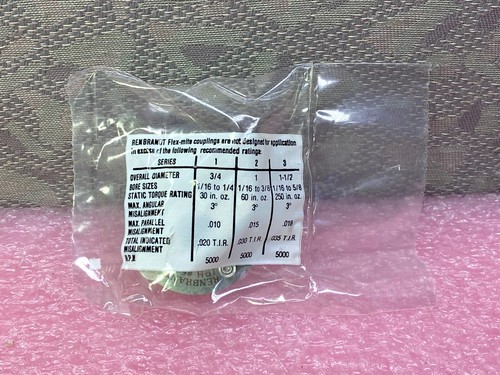 RENBRANDT Flex-mite couplings are not designed for application
in excess of the following recommended ratings:
SERIES 1 2 3
OVERALL DIAMETER 3/4 1 1-1/2
BORE SIZES 1/16 to 1/4 1/16 to 3/8 1/16 to 5/8
STATIC TORQUE RATING 30 in. oz. 60 in. oz. 250 in. oz.
MAX. ANGULAR
MISALIGNMENT 3° 3° 3°
MAX. PARALLEL
MISALIGNMENT .010 .015 .018
TOTAL INDICATED
MISALIGNMENT .020 T.I.R. .030 T.I.R. .035 T.I.R.
R.P.M. 5000 5000 5000
RENBRA